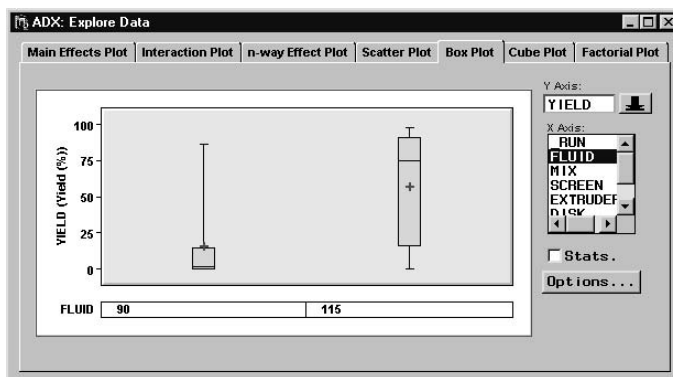 ADX: Explore Data
Main Effects Plot Interaction Plot n-way Effect Plot Scatter Plot Box Plot Cube Plot Factorial Plot
Y Axis:
YIELD
X Axis:
_RUN
FLUID
MIX
SCREEN
EXTRUDER
DISK
Stats.
Options...
YIELD (Yield (%))
100
75
50
25
0
FLUID 90 115